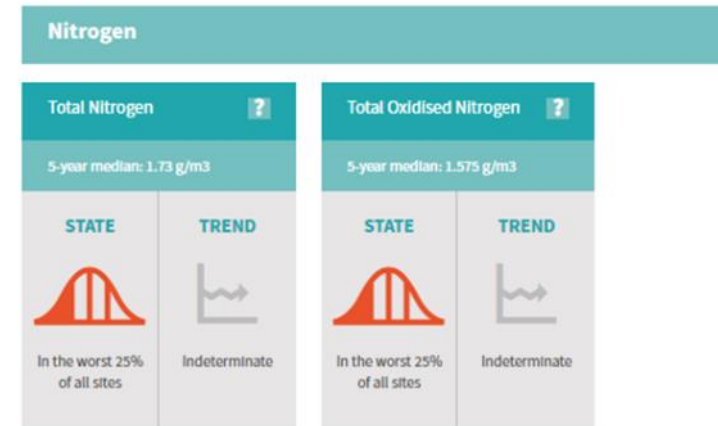 Nitrogen
Total Nitrogen ?
5-year median: 1.73 g/m3
STATE
TREND
In the worst 25%
of all sites
Indeterminate
Total Oxidised Nitrogen ?
5-year median: 1.575 g/m3
STATE
TREND
In the worst 25%
of all sites
Indeterminate